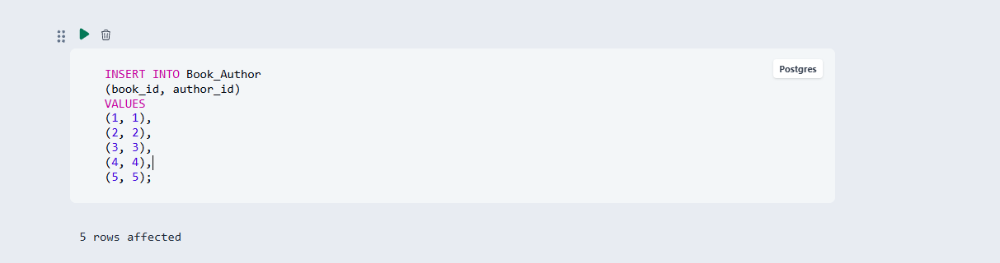 Postgres
INSERT INTO Book_Author
(book_id, author_id)
VALUES
(1, 1),
(2, 2),
(3, 3),
(4, 4),
(5, 5);
5 rows affected